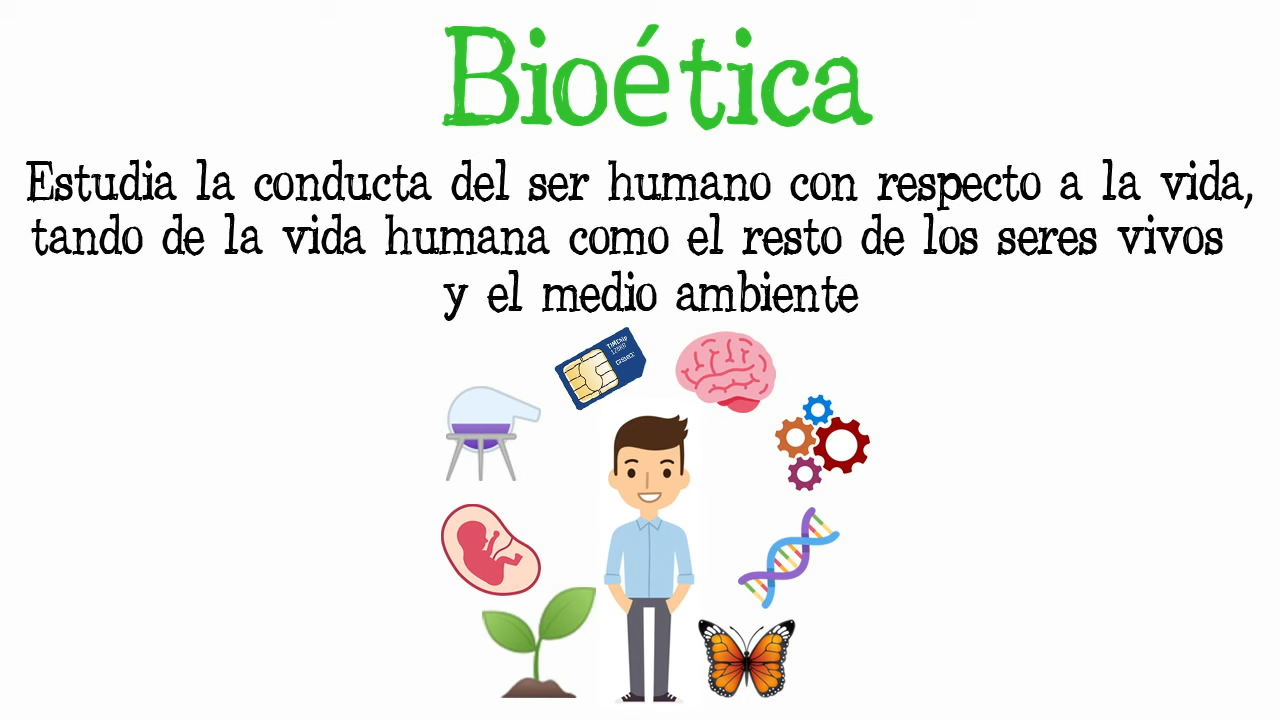 Bioética
Estudia la conducta del ser humano con respecto a la vida,
tando de la vida humana como el resto de los seres vivos
y el medio ambiente